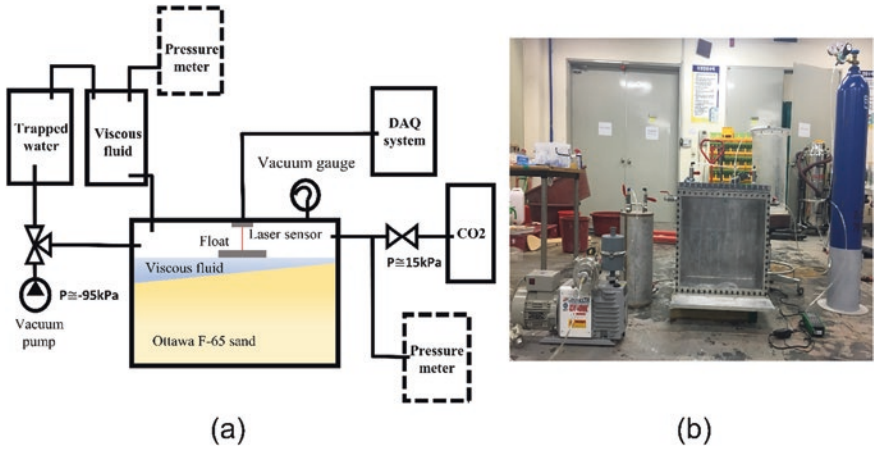 Pressure
meter
Trapped
water
Viscous
fluid
DAQ
system
Vacuum gauge
CO2
Float
Laser sensor
P≅15kPa
Viscous fluid
P≅-95kPa
Vacuum
pump
Ottawa F-65 sand
Pressure
meter
(a)
(b)